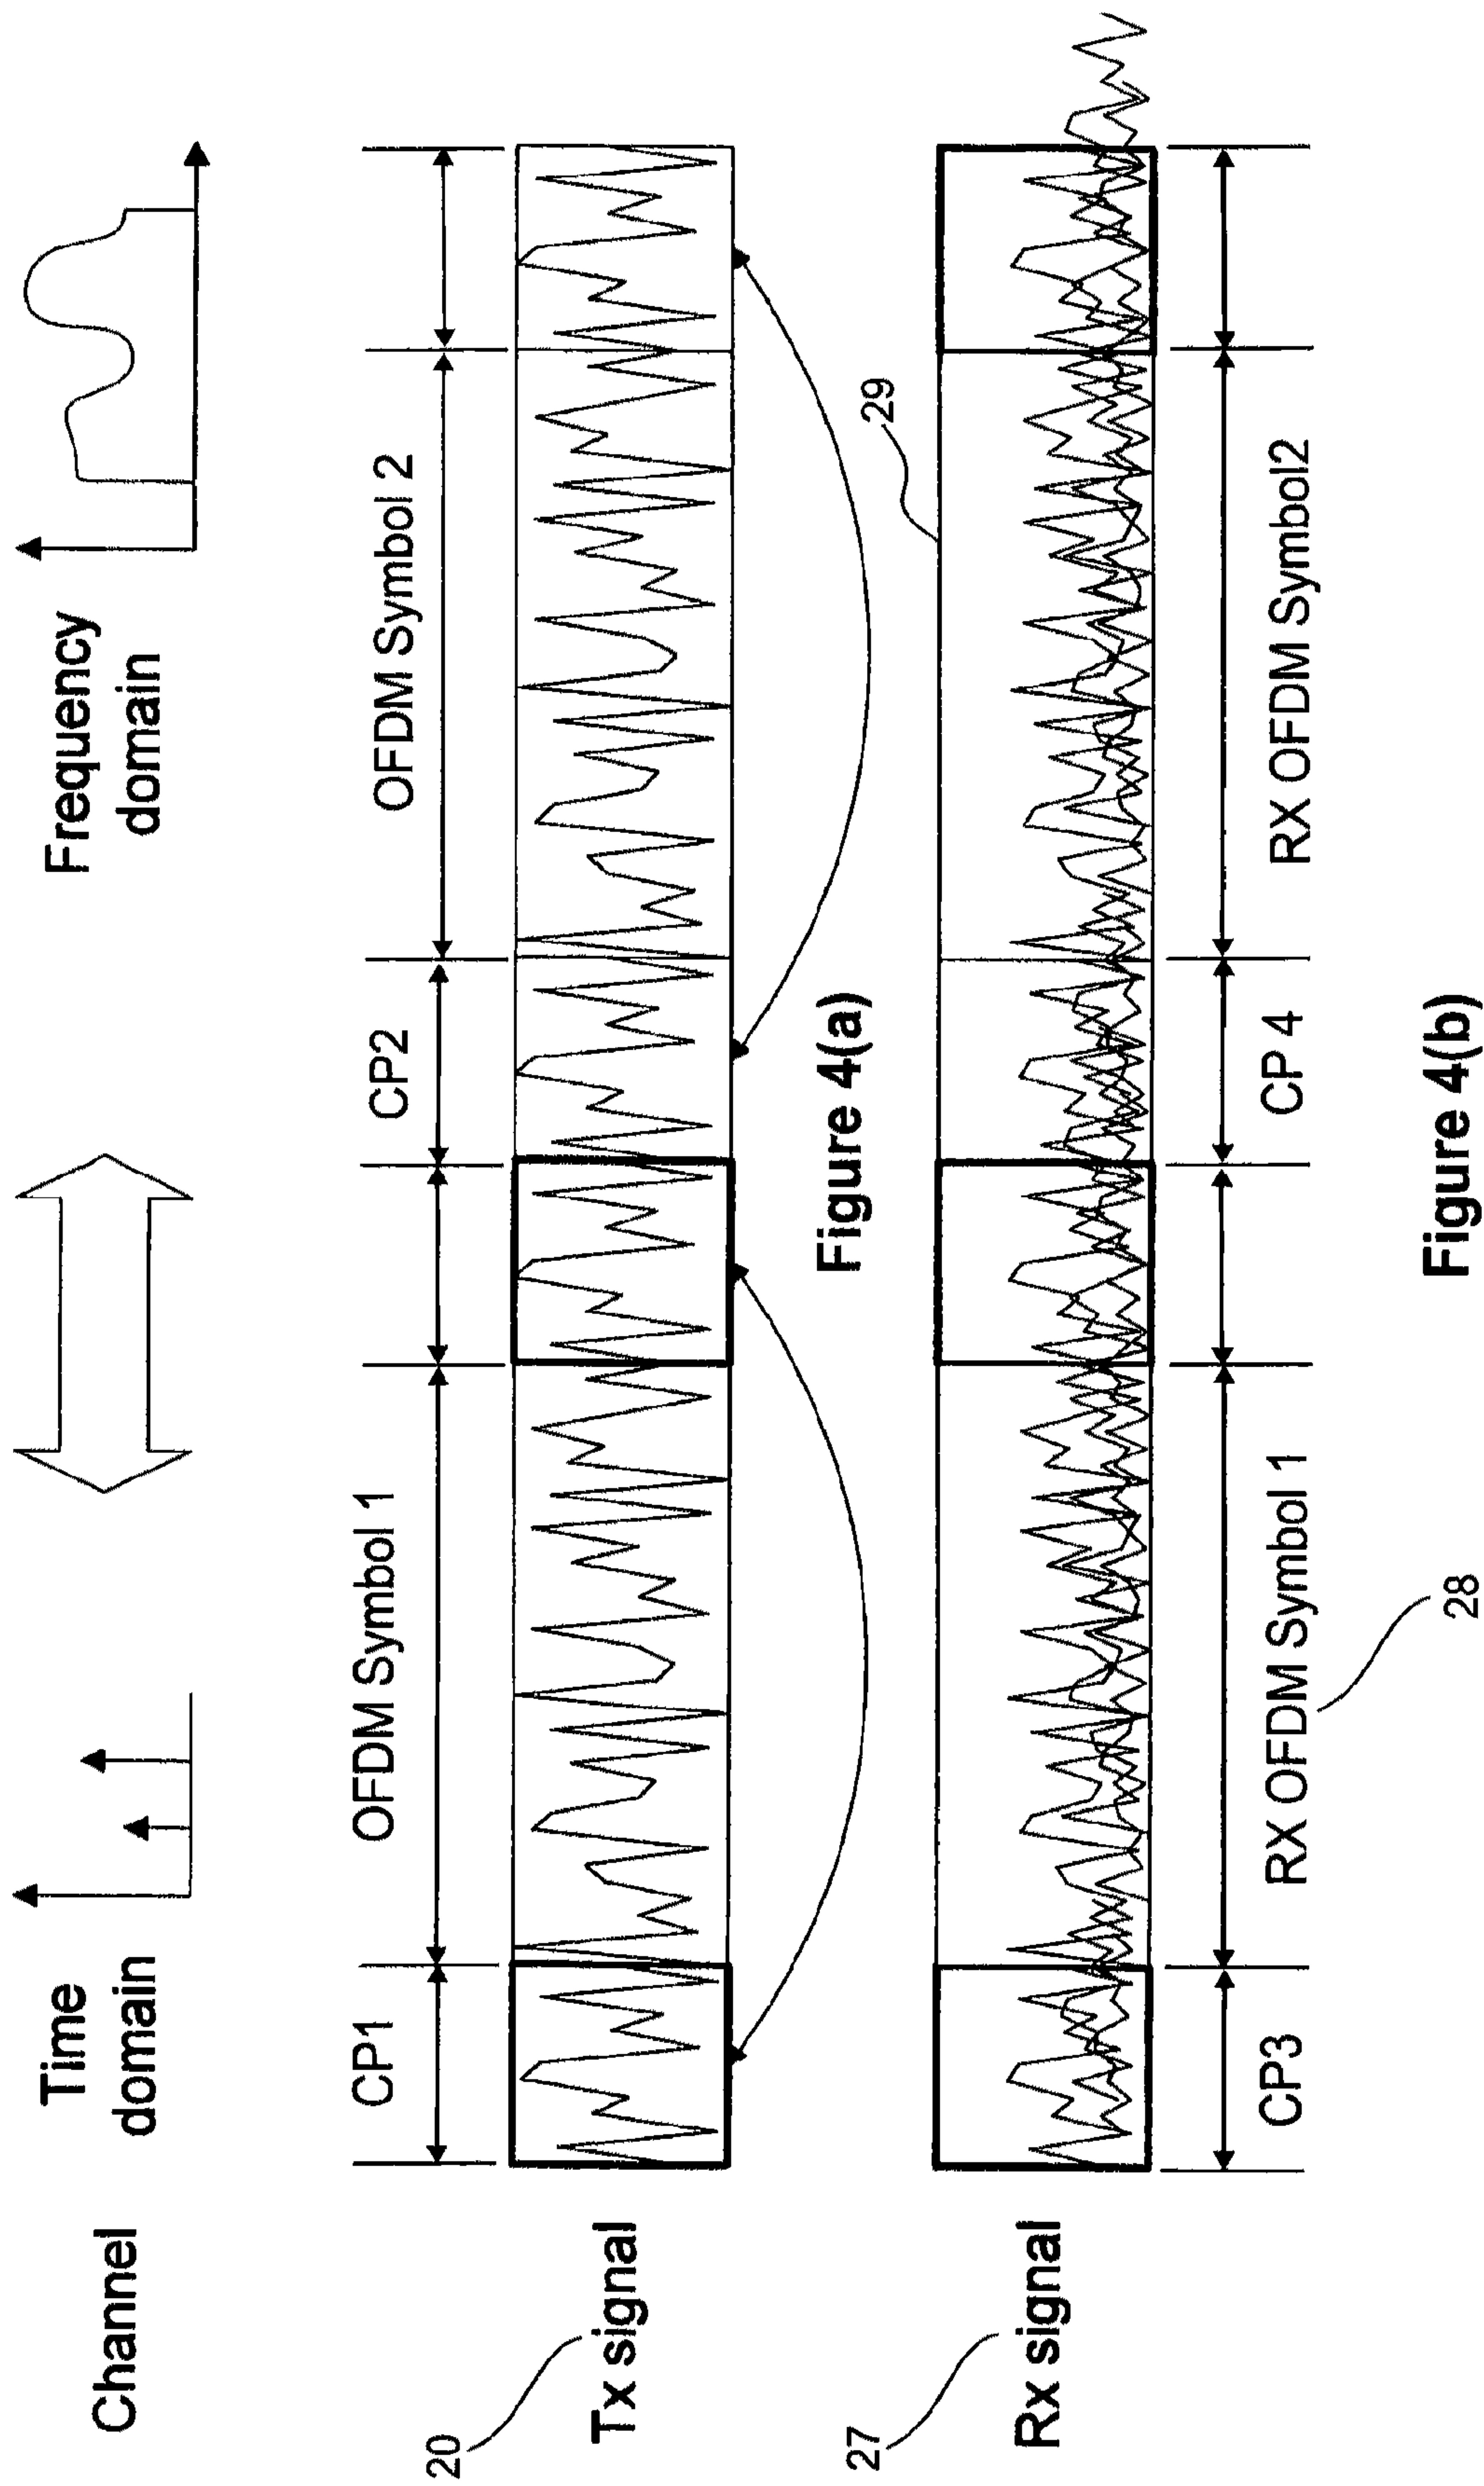 Channel
Time
domain
Frequency
domain
CP1
OFDM Symbol 1
CP2
OFDM Symbol 2
20
Tx signal
Figure 4(a)
29
27
Rx signal
CP3
RX OFDM Symbol 1
CP 4
RX OFDM Symbol2
28
Figure 4(b)